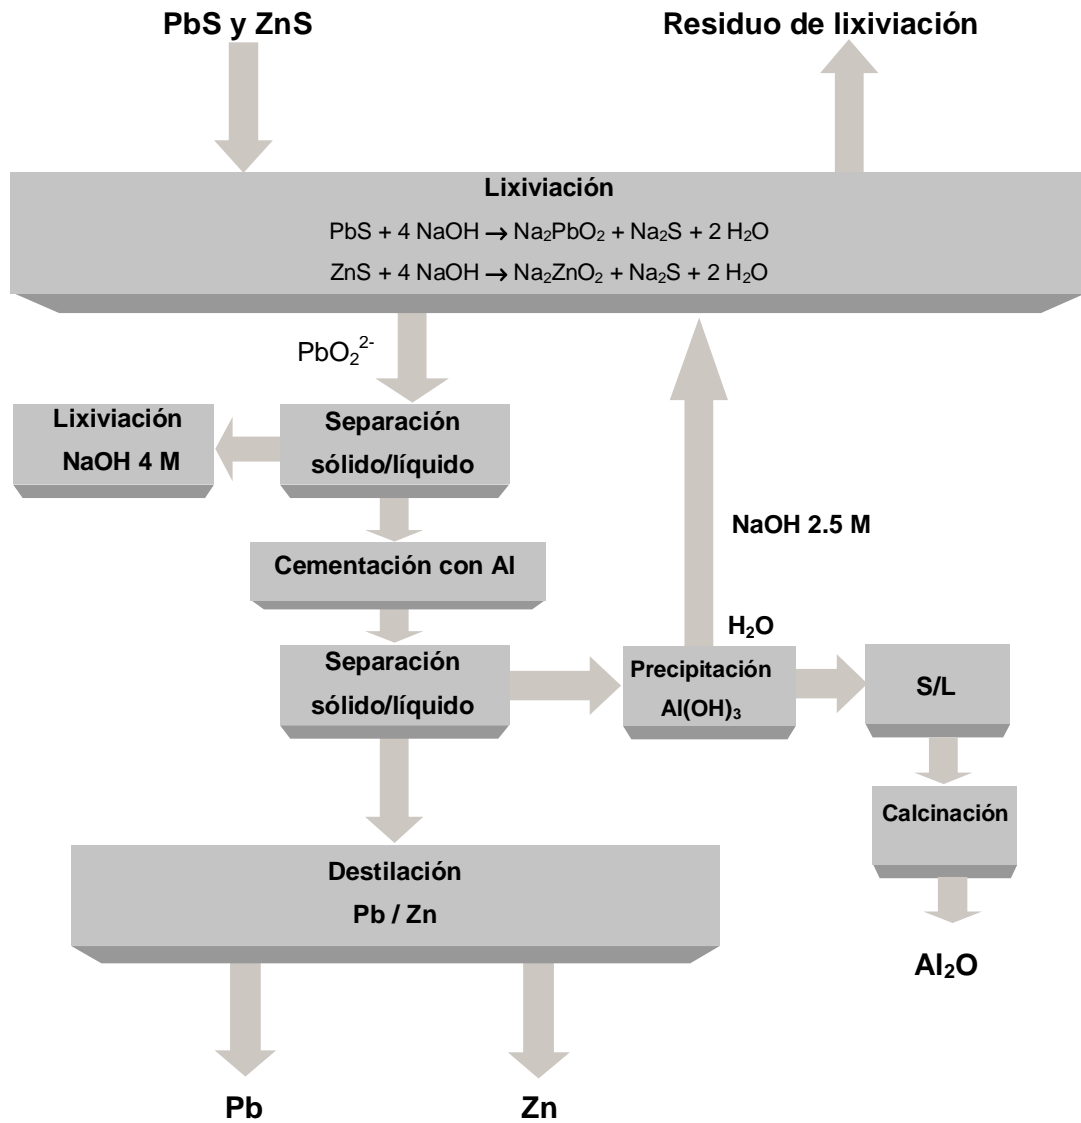 PbS y ZnS
Residuo de lixiviación
Lixiviación
PbS + 4 NaOH → Na₂PbO₂ + Na₂S + 2 H₂O
ZnS + 4 NaOH → Na₂ZnO₂ + Na₂S + 2 H₂O
PbO₂²⁻
Lixiviación
NaOH 4 M
Separación
sólido/líquido
NaOH 2.5 M
Cementación con Al
H₂O
Separación
sólido/líquido
Precipitación
Al(OH)₃
S/L
Calcinación
Destilación
Pb / Zn
Al₂O
Pb
Zn